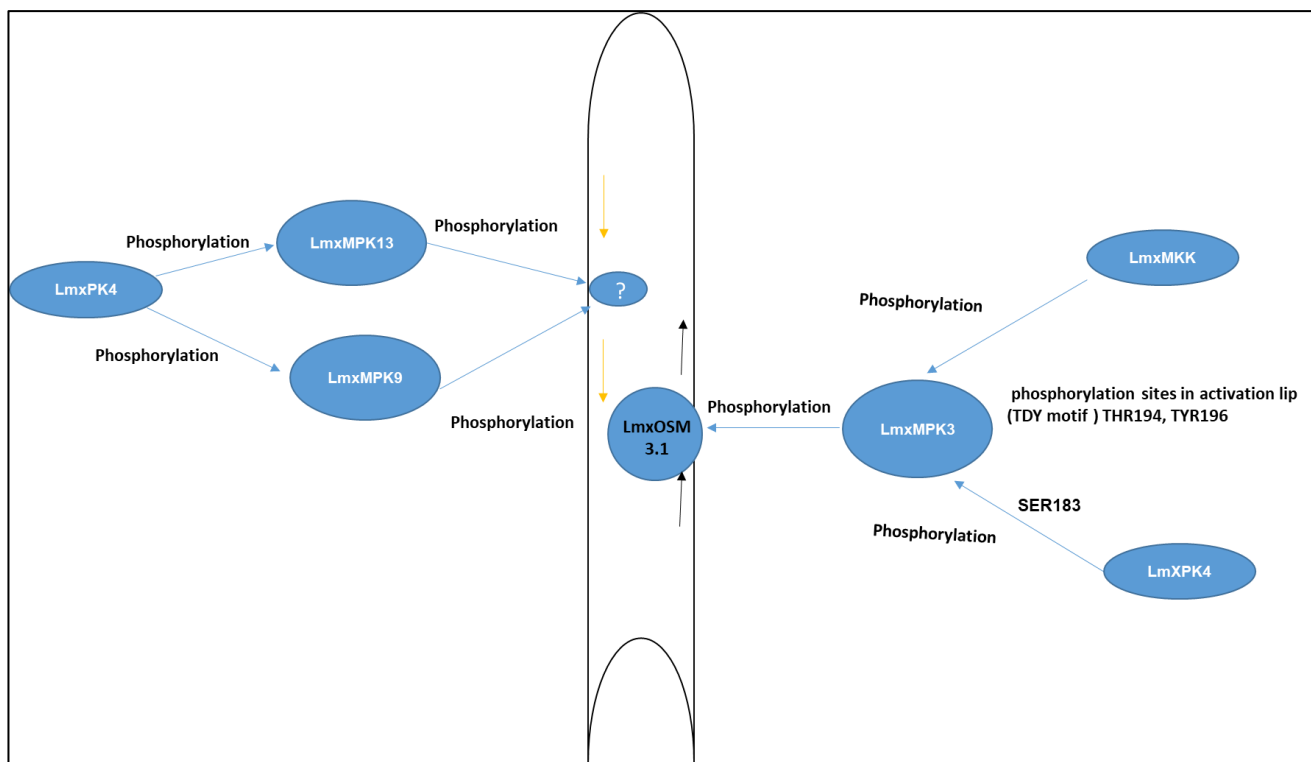 LmxPK4
Phosphorylation
LmxMPK13
Phosphorylation
Phosphorylation
LmxMPK9
Phosphorylation
?
LmxOSM
3.1
Phosphorylation
LmxMPK3
LmxMKK
Phosphorylation
phosphorylation sites in activation lip
(TDY motif ) THR194, TYR196
SER183
Phosphorylation
LmXPK4